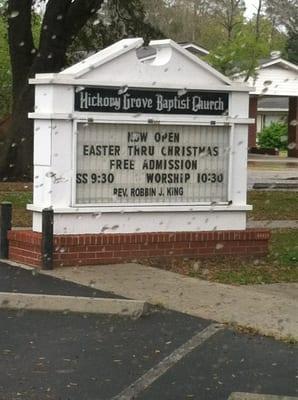 Hickory Grove Baptist Church
NOW OPEN
EASTER THRU CHRISTMAS
FREE ADMISSION
SS 9:30 WORSHIP 10:30
REV. ROBBIN J. KING